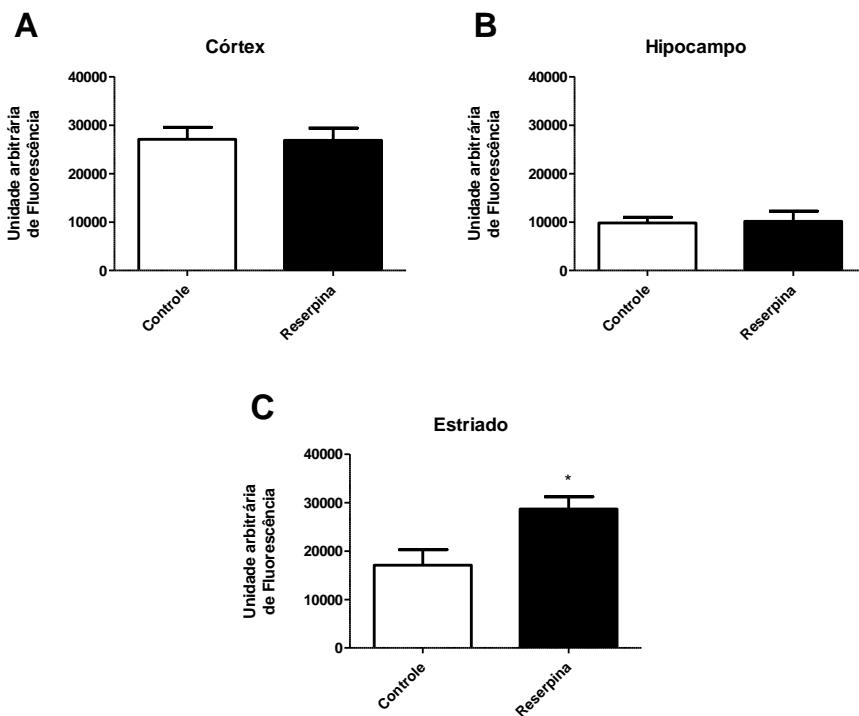 A
Córtex
Unidade arbitrária
de Fluorescência
40000
30000
20000
10000
0
Controle
Reserpina
B
Hipocampo
Unidade arbitrária
de Fluorescência
40000
30000
20000
10000
0
Controle
Reserpina
C
Estriado
Unidade arbitrária
de Fluorescência
40000
30000
20000
10000
0
*
Controle
Reserpina